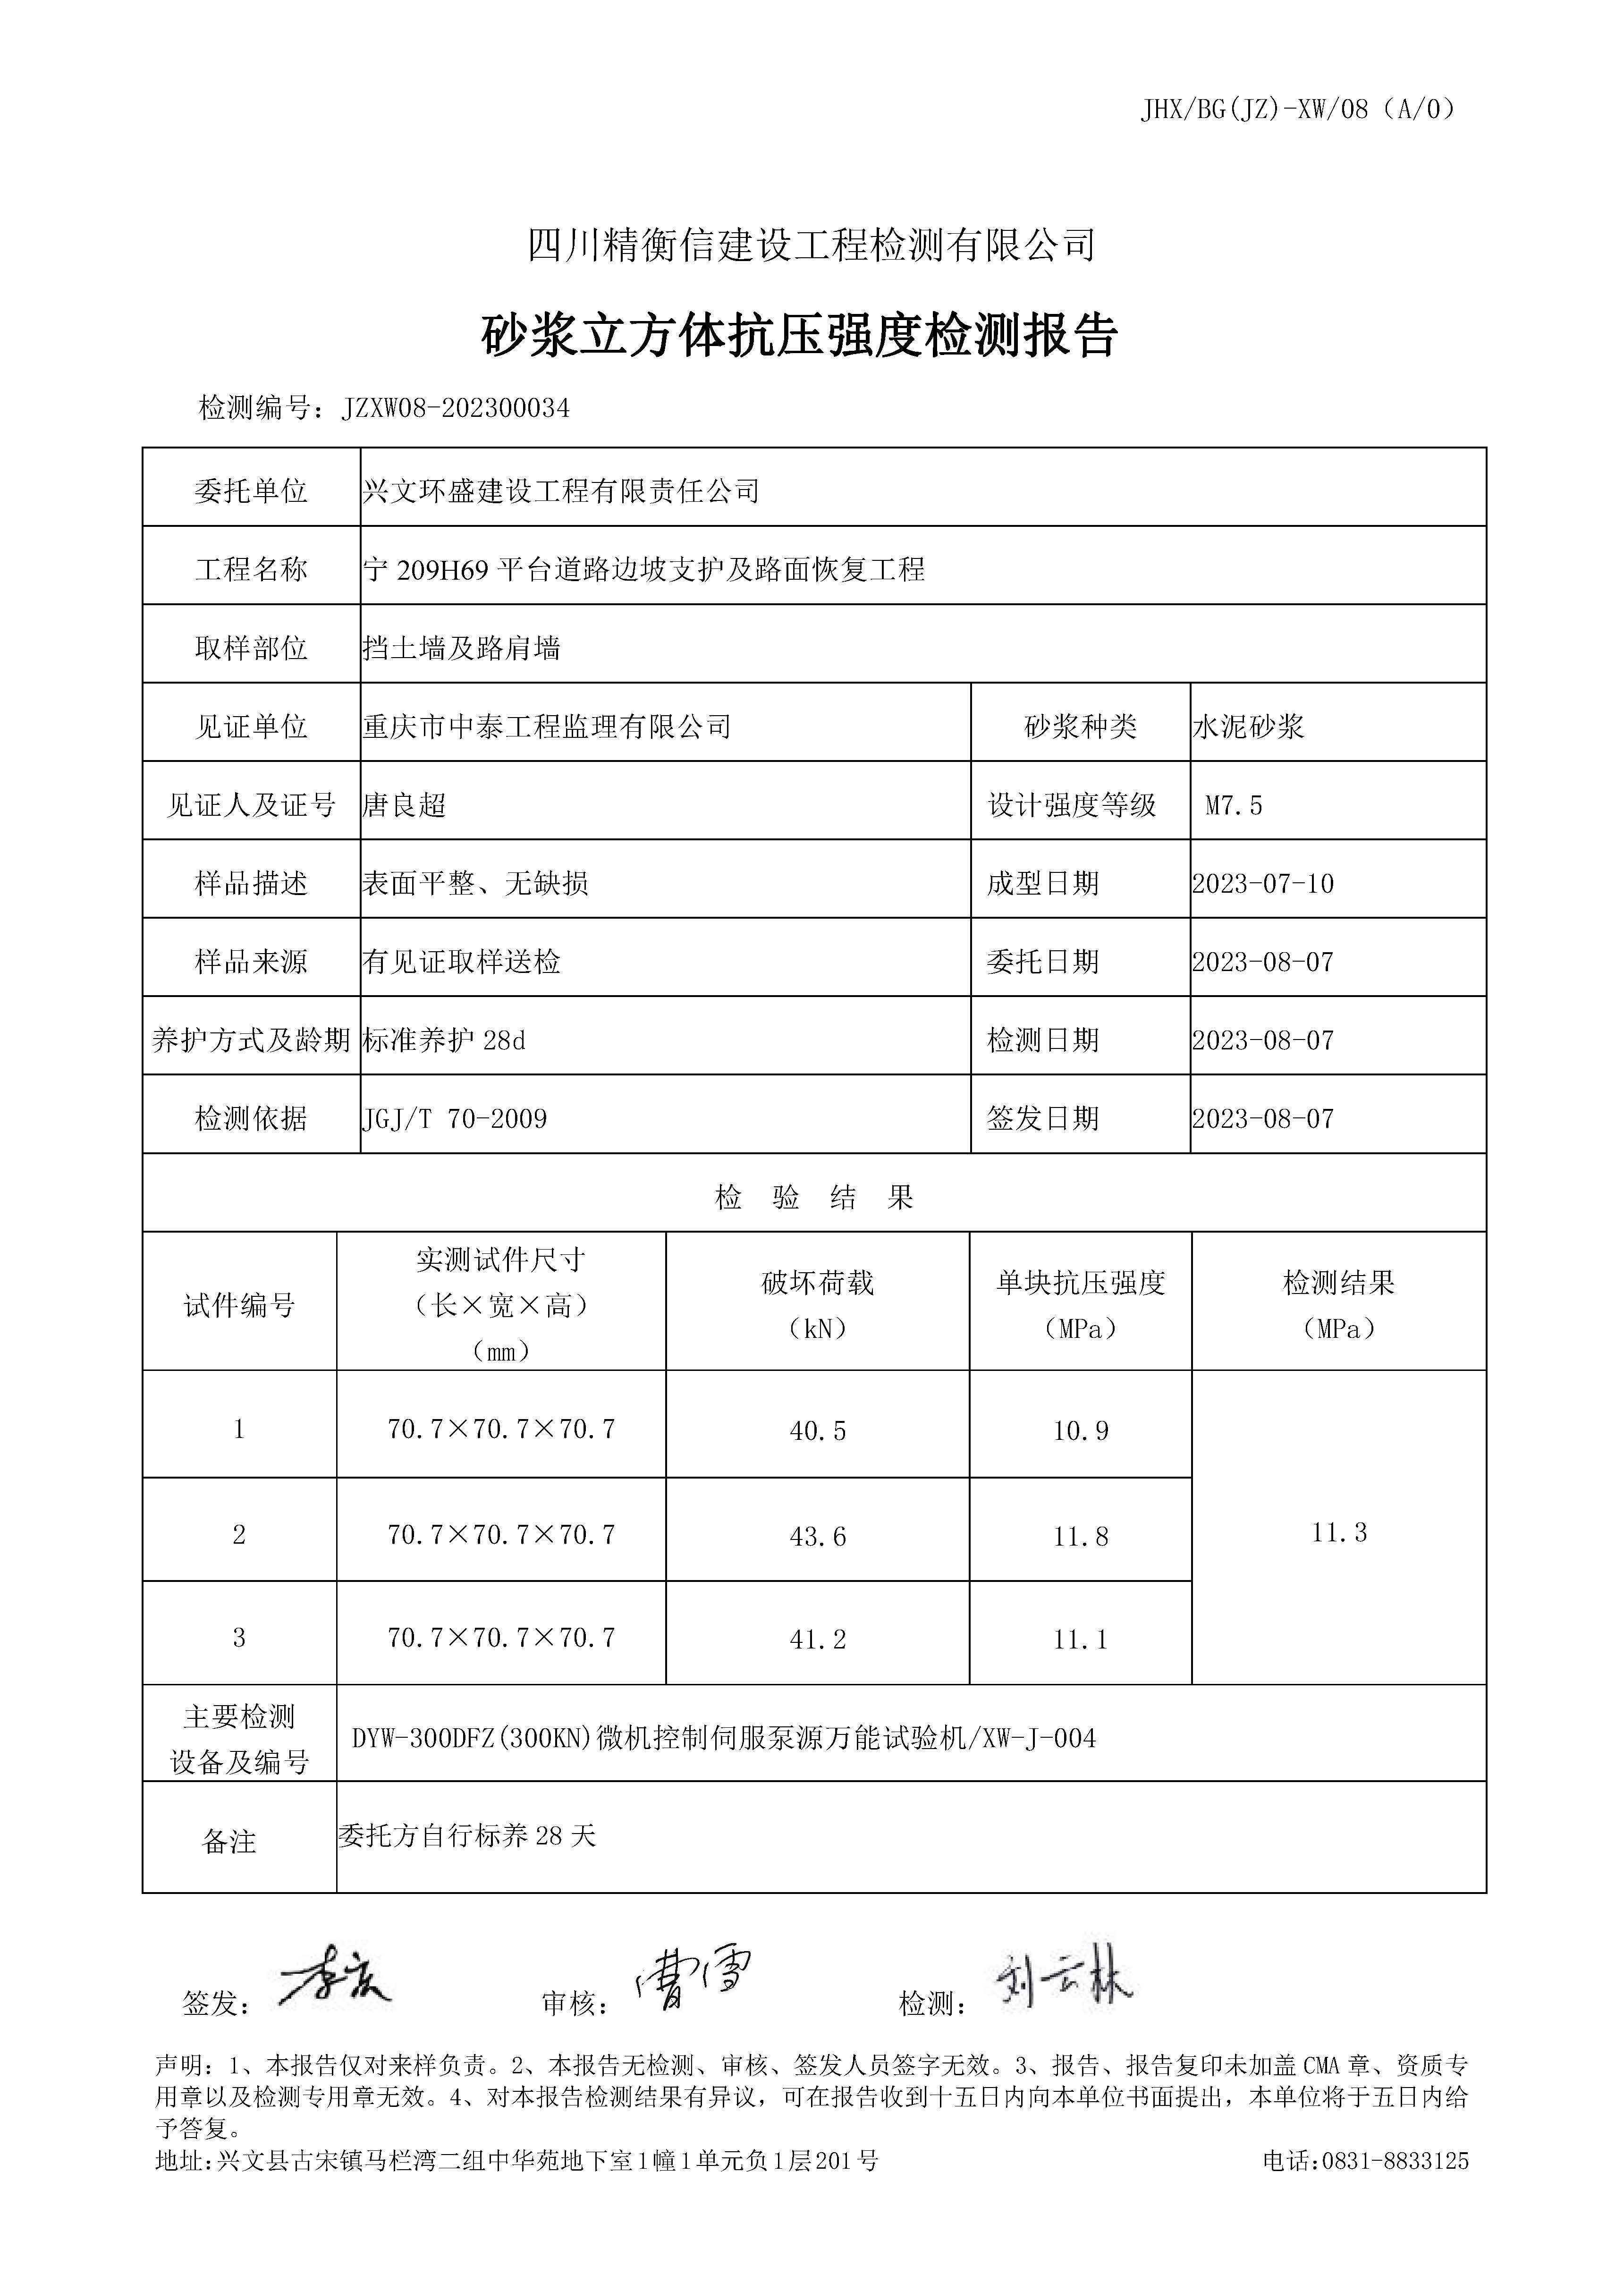 JHX/BG(JZ)-XW/08（A/0）
四川精衡信建设工程检测有限公司
砂浆立方体抗压强度检测报告
检测编号：JZXW08-202300034
委托单位 兴文环盛建设工程有限责任公司
工程名称 宁 209H69 平台道路边坡支护及路面恢复工程
取样部位 挡土墙及路肩墙
见证单位 重庆市中泰工程监理有限公司 砂浆种类 水泥砂浆
见证人及证号 唐良超 设计强度等级 M7.5
样品描述 表面平整、无缺损 成型日期 2023-07-10
样品来源 有见证取样送检 委托日期 2023-08-07
养护方式及龄期 标准养护 28d 检测日期 2023-08-07
检测依据 JGJ/T 70-2009 签发日期 2023-08-07
检 验 结 果
试件编号 实测试件尺寸（长×宽×高）（mm） 破坏荷载（kN） 单块抗压强度（MPa） 检测结果（MPa）
1 70.7×70.7×70.7 40.5 10.9
2 70.7×70.7×70.7 43.6 11.8 11.3
3 70.7×70.7×70.7 41.2 11.1
主要检测设备及编号 DYW-300DFZ(300KN)微机控制伺服泵源万能试验机/XW-J-004
备注 委托方自行标养 28 天
签发：李庆 审核：曹雪 检测：刘云林
声明：1、本报告仅对来样负责。2、本报告无检测、审核、签发人员签字无效。3、报告、报告复印未加盖 CMA 章、资质专
用章以及检测专用章无效。4、对本报告检测结果有异议，可在报告收到十五日内向本单位书面提出，本单位将于五日内给
予答复。
地址：兴文县古宋镇马栏湾二组中华苑地下室1幢1单元负1层201号 电话：0831-8833125